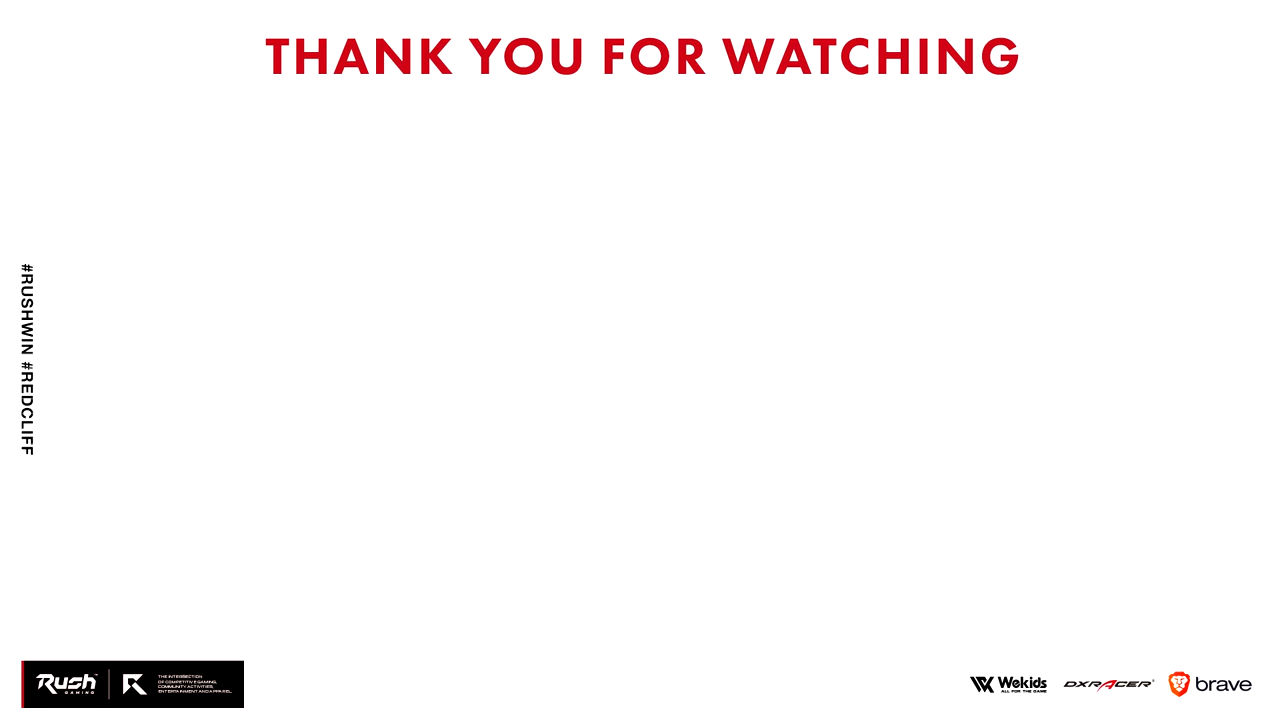 THANK YOU FOR WATCHING
#RUSHWIN #REDCLIFF
Rush
GAMING
THE INTERSECTION
OF COMPETITIVE GAMING,
COMMUNITY ACTIVITIES,
ENTERTAINMENT AND APPAREL.
Wekids
ALL FOR THE GAME
DXRACER
brave